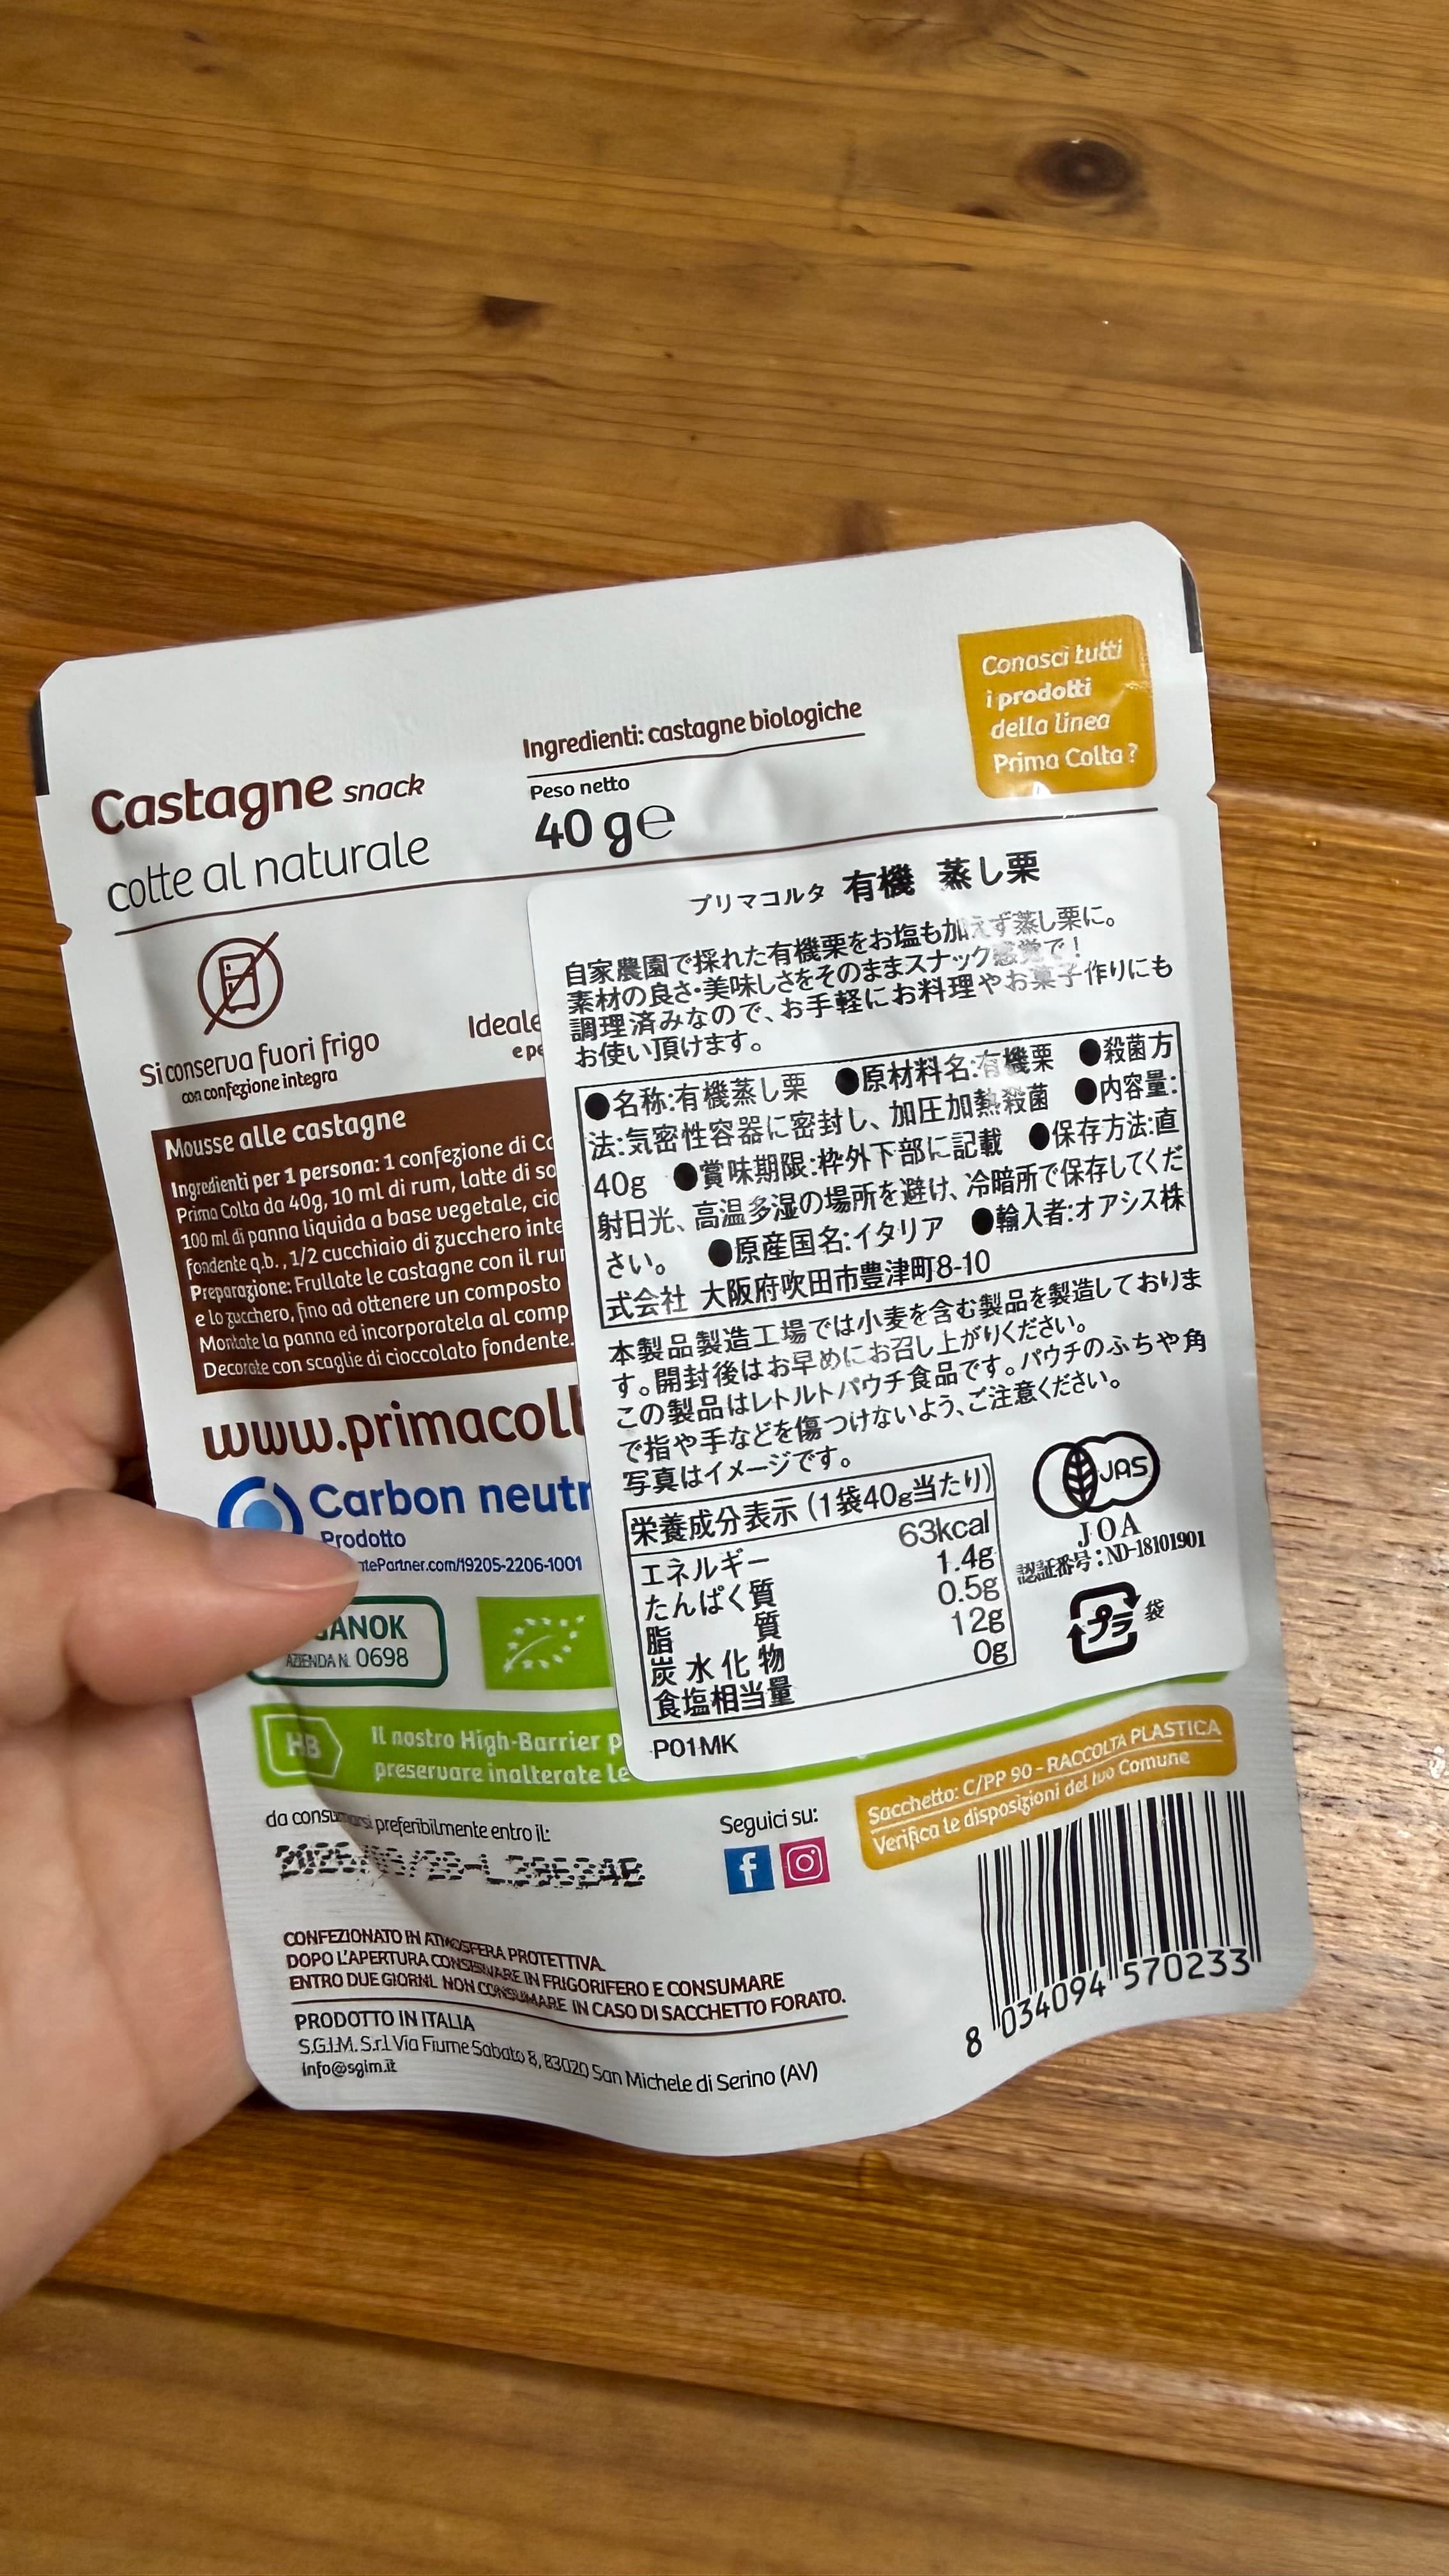 Conosci tutti
i prodotti
della linea
Prima Colta ?
Ingredienti: castagne biologiche
Peso netto
40 g e
Castagne snack
cotte al naturale
Si conserva fuori frigo
con confezione integra
Ideale
e pe
Mousse alle castagne
Ingredienti per 1 persona: 1 confezione di Ca
Prima Colta da 40g, 10 ml di rum, latte di so
100 ml di panna liquida a base vegetale, cio
fondente q.b., 1/2 cucchiaio di zucchero inte
Preparazione: Frullate le castagne con il rum
e lo zucchero, fino ad ottenere un composto
Montate la panna ed incorporatela al comp
Decorate con scaglie di cioccolato fondente.
www.primacolt
Carbon neutr
Prodotto
tePartner.com/19205-2206-1001
ANOK
AZIENDA N. 0698
HB
Il nostro High-Barrier p
preservare inalterate le
プリマコルタ 有機 蒸し栗
自家農園で採れた有機栗をお塩も加えず蒸し栗に。
素材の良さ・美味しさをそのままスナック感覚で！
調理済みなので、お手軽にお料理やお菓子作りにも
お使い頂けます。
●名称:有機蒸し栗 ●原材料名:有機栗 ●殺菌方
法:気密性容器に密封し、加圧加熱殺菌 ●内容量:
40g ●賞味期限:枠外下部に記載 ●保存方法:直
射日光、高温多湿の場所を避け、冷暗所で保存してくだ
さい。 ●原産国名:イタリア ●輸入者:オアシス株
式会社 大阪府吹田市豊津町8-10
本製品製造工場では小麦を含む製品を製造しておりま
す。開封後はお早めにお召し上がりください。
この製品はレトルトパウチ食品です。パウチのふちや角
で指や手などを傷つけないよう、ご注意ください。
写真はイメージです。
栄養成分表示 (1袋40g当たり)
エネルギー 63kcal
たんぱく質 1.4g
脂質 0.5g
炭水化物 12g
食塩相当量 0g
JAS
JOA
認証番号:ND-18101901
プラ 袋
P01MK
Sacchetto: C/PP 90 - RACCOLTA PLASTICA
Verifica le disposizioni del tuo Comune
da consumarsi preferibilmente entro il:
Seguici su:
CONFEZIONATO IN ATMOSFERA PROTETTIVA.
DOPO L'APERTURA CONSERVARE IN FRIGORIFERO E CONSUMARE
ENTRO DUE GIORNI. NON CONSUMARE IN CASO DI SACCHETTO FORATO.
PRODOTTO IN ITALIA
S.G.I.M. S.r.l Via Fiume Sabato 8, 83020 San Michele di Serino (AV)
info@sgim.it
8 034094 570233